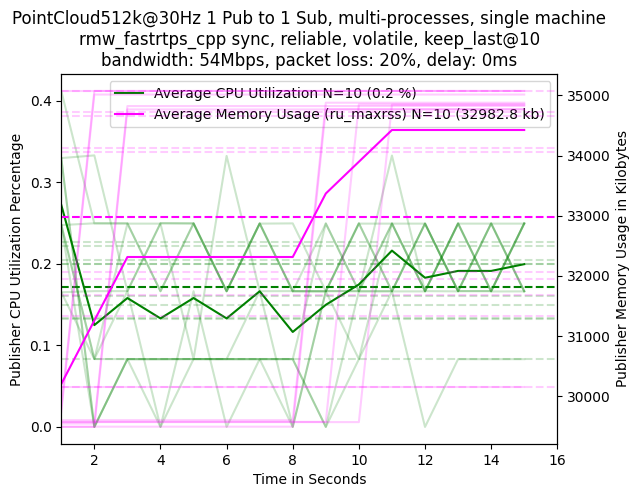 PointCloud512k@30Hz 1 Pub to 1 Sub, multi-processes, single machine
rmw_fastrtps_cpp sync, reliable, volatile, keep_last@10
bandwidth: 54Mbps, packet loss: 20%, delay: 0ms
Average CPU Utilization N=10 (0.2 %)
Average Memory Usage (ru_maxrss) N=10 (32982.8 kb)
Publisher CPU Utilization Percentage
0.4
0.3
0.2
0.1
0.0
35000
34000
33000
32000
31000
30000
Publisher Memory Usage in Kilobytes
2 4 6 8 10 12 14 16
Time in Seconds